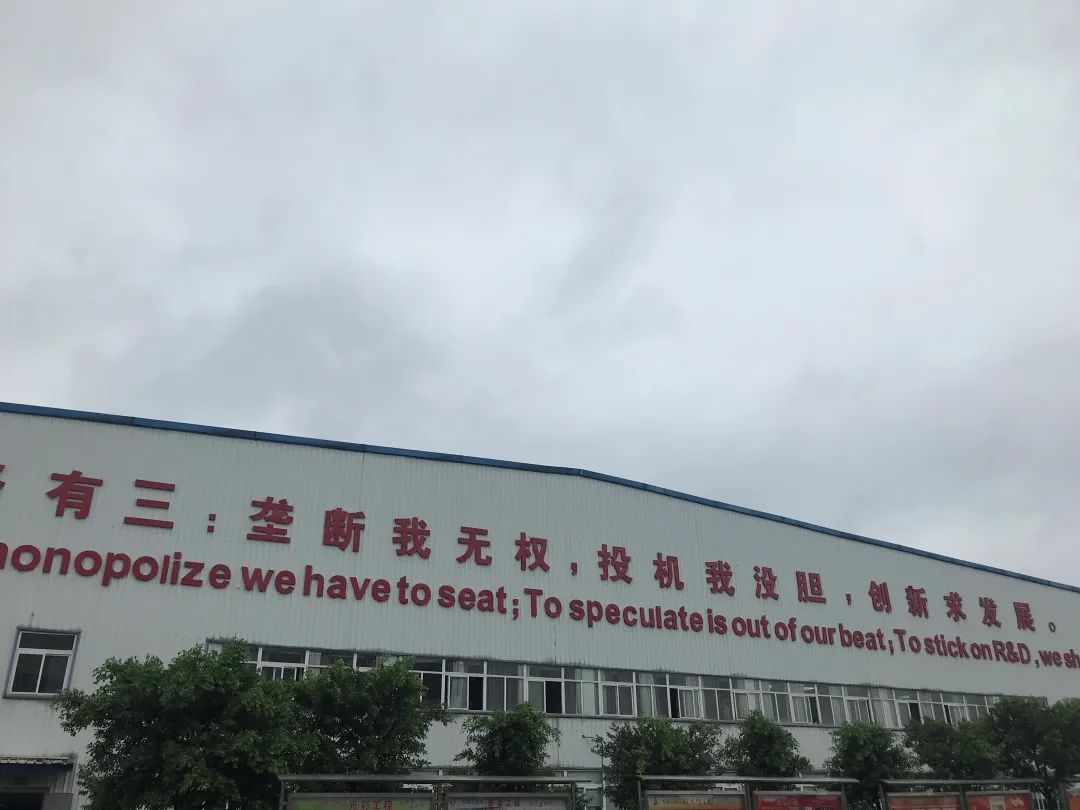 有三：垄断我无权，投机我没胆，创新求发展。
monopolize we have to seat; To speculate is out of our beat; To stick on R&D, we sh